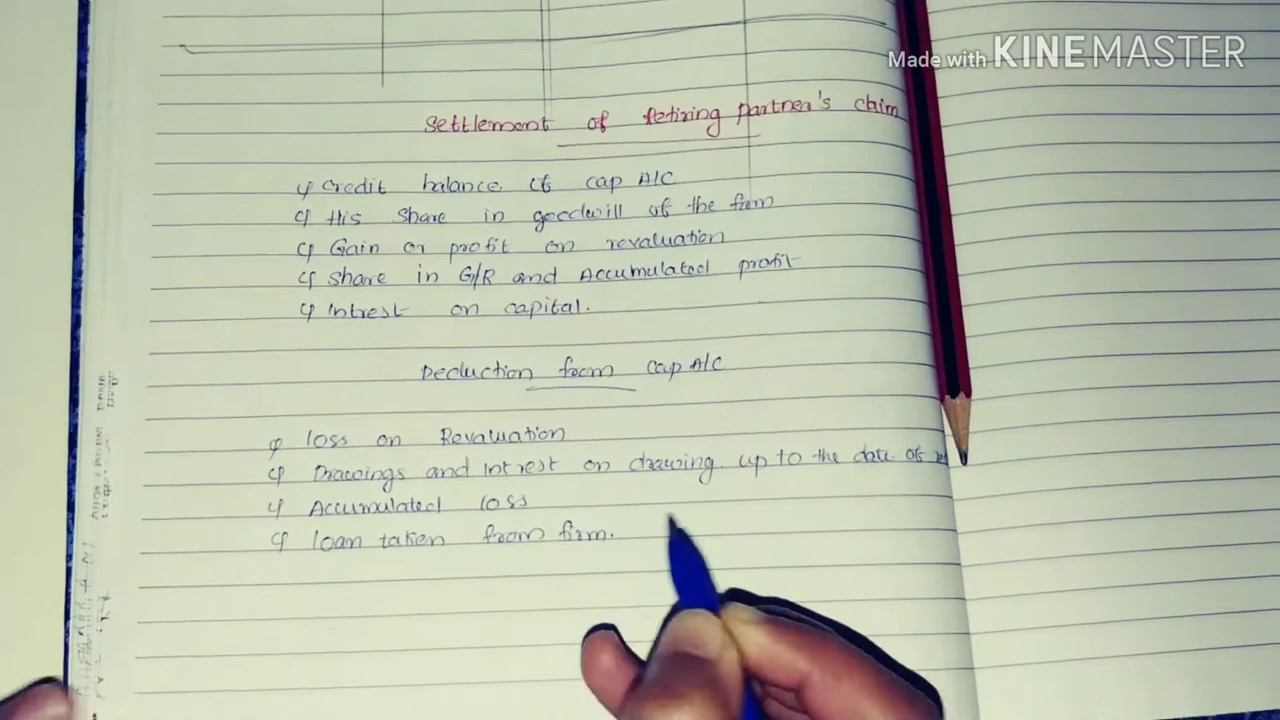 Made with KINEMASTER
Settlement of Retiring partner's claim
Credit balance of cap A/C
His share in goodwill of the firm
Gain or profit on revaluation
Share in G/R and Accumulated profit
Intrest on capital.
Deduction from cap A/C
loss on Revaluation
Drawings and Intrest on drawing up to the date of
Accumulated loss
loan taken from firm.